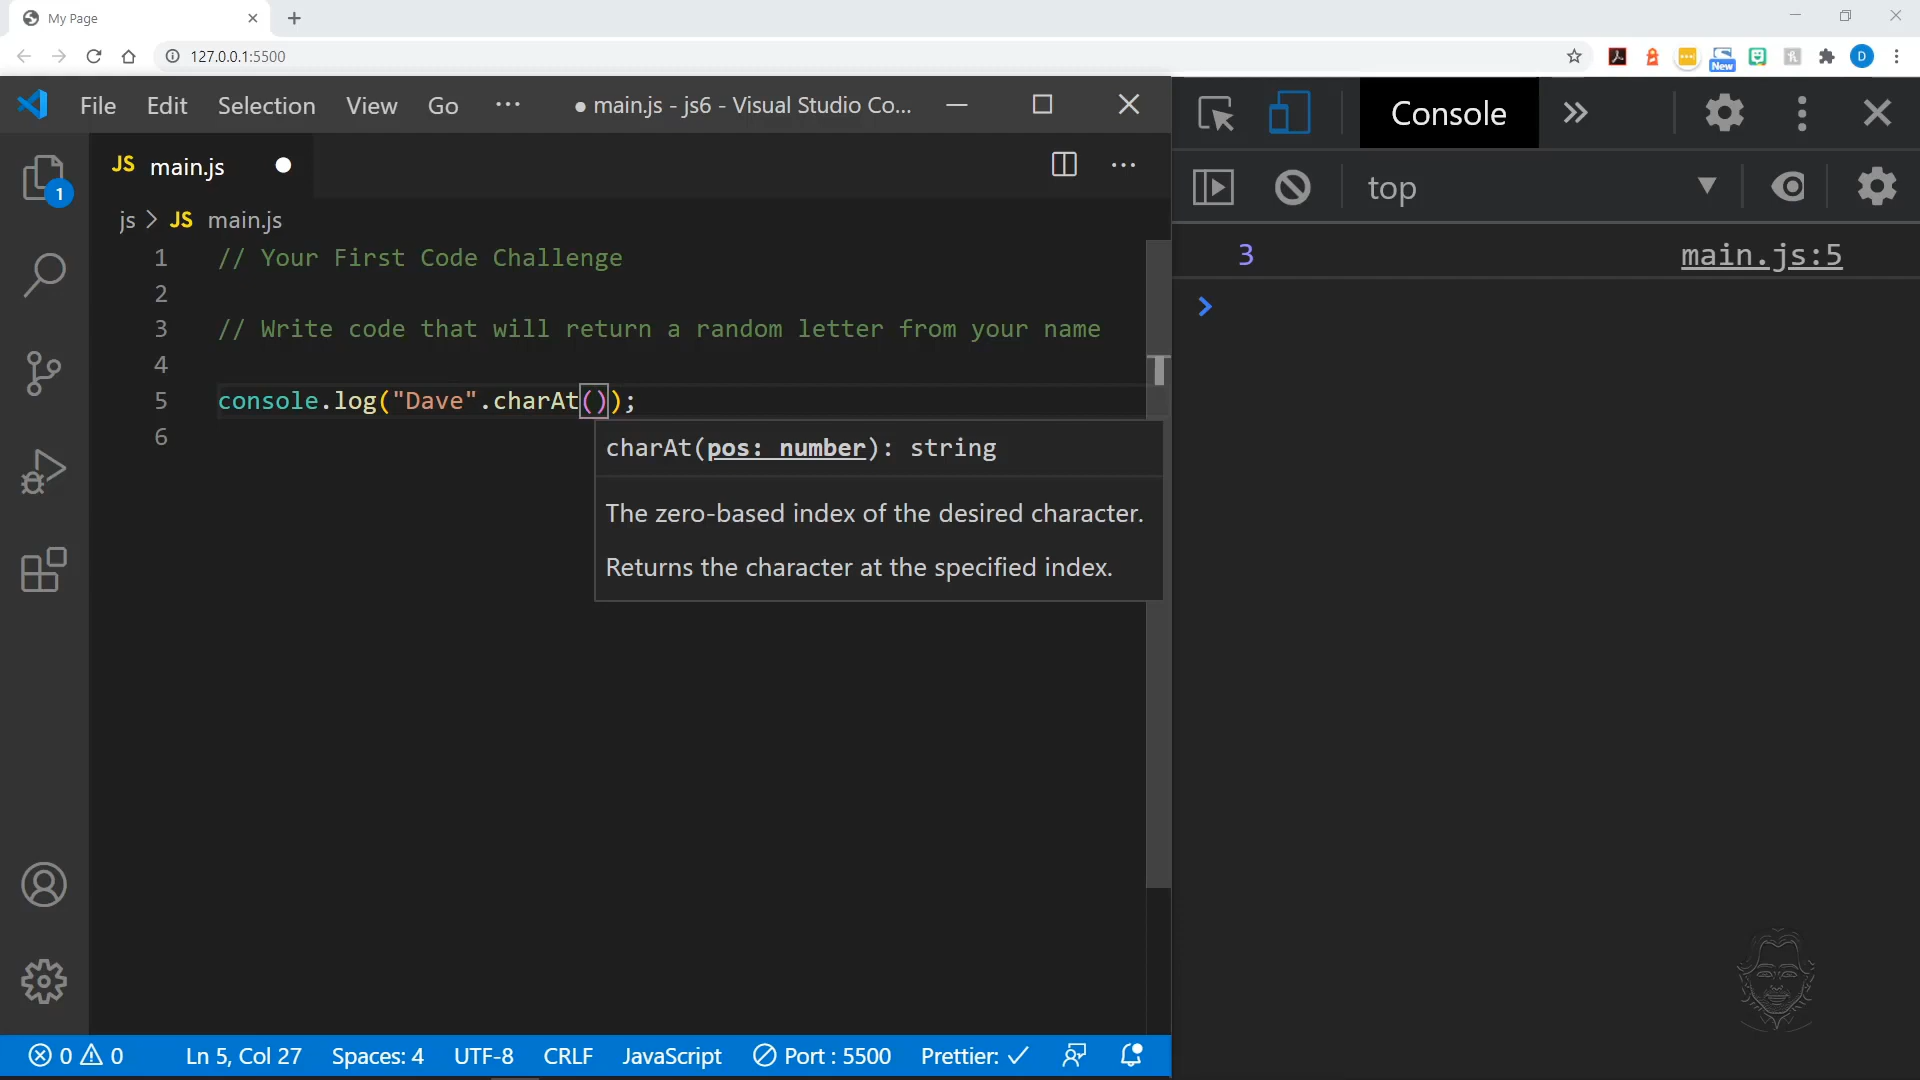 My Page
127.0.0.1:5500
D
New
File Edit Selection View Go ··· ● main.js - js6 - Visual Studio Co...
Console
JS main.js
top
1
js > JS main.js
1 // Your First Code Challenge
2
3 // Write code that will return a random letter from your name
4
5 console.log("Dave".charAt());
6
charAt(pos: number): string
The zero-based index of the desired character.
Returns the character at the specified index.
3 main.js:5
0 0 Ln 5, Col 27 Spaces: 4 UTF-8 CRLF JavaScript Port : 5500 Prettier: ✓